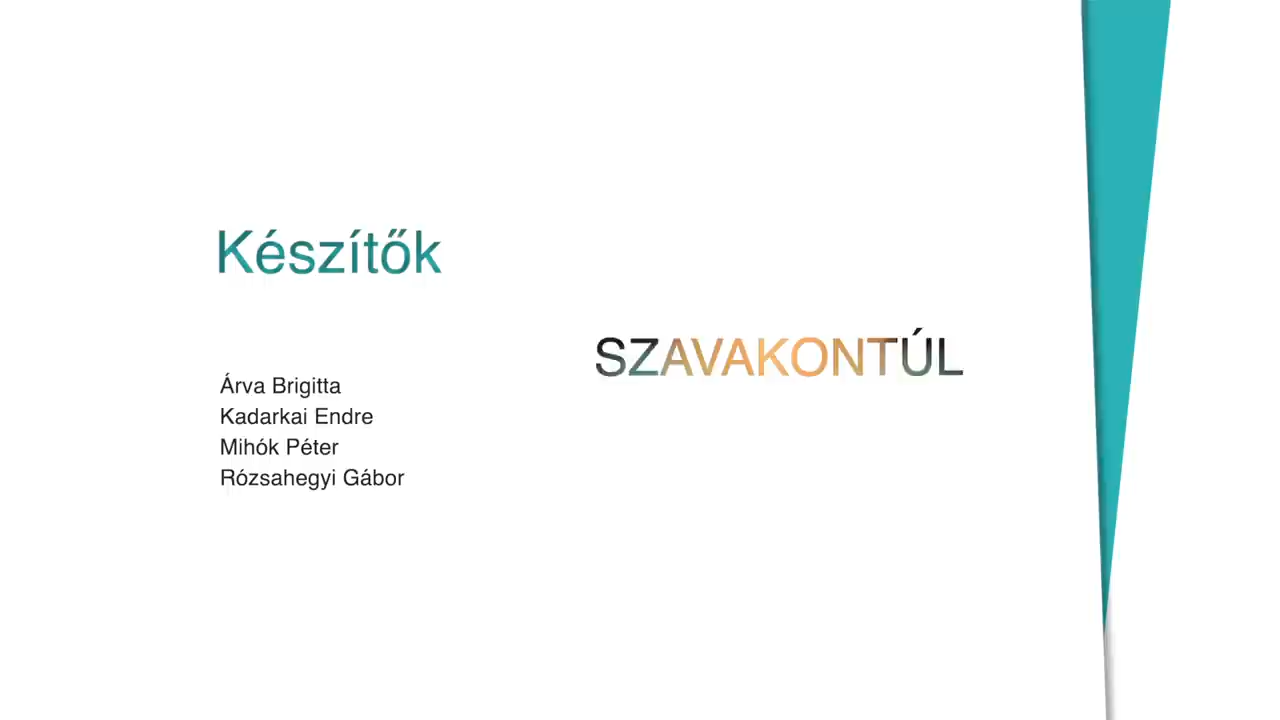 Készítők
SZAVAKONTÚL
Árva Brigitta
Kadarkai Endre
Mihók Péter
Rózsahegyi Gábor